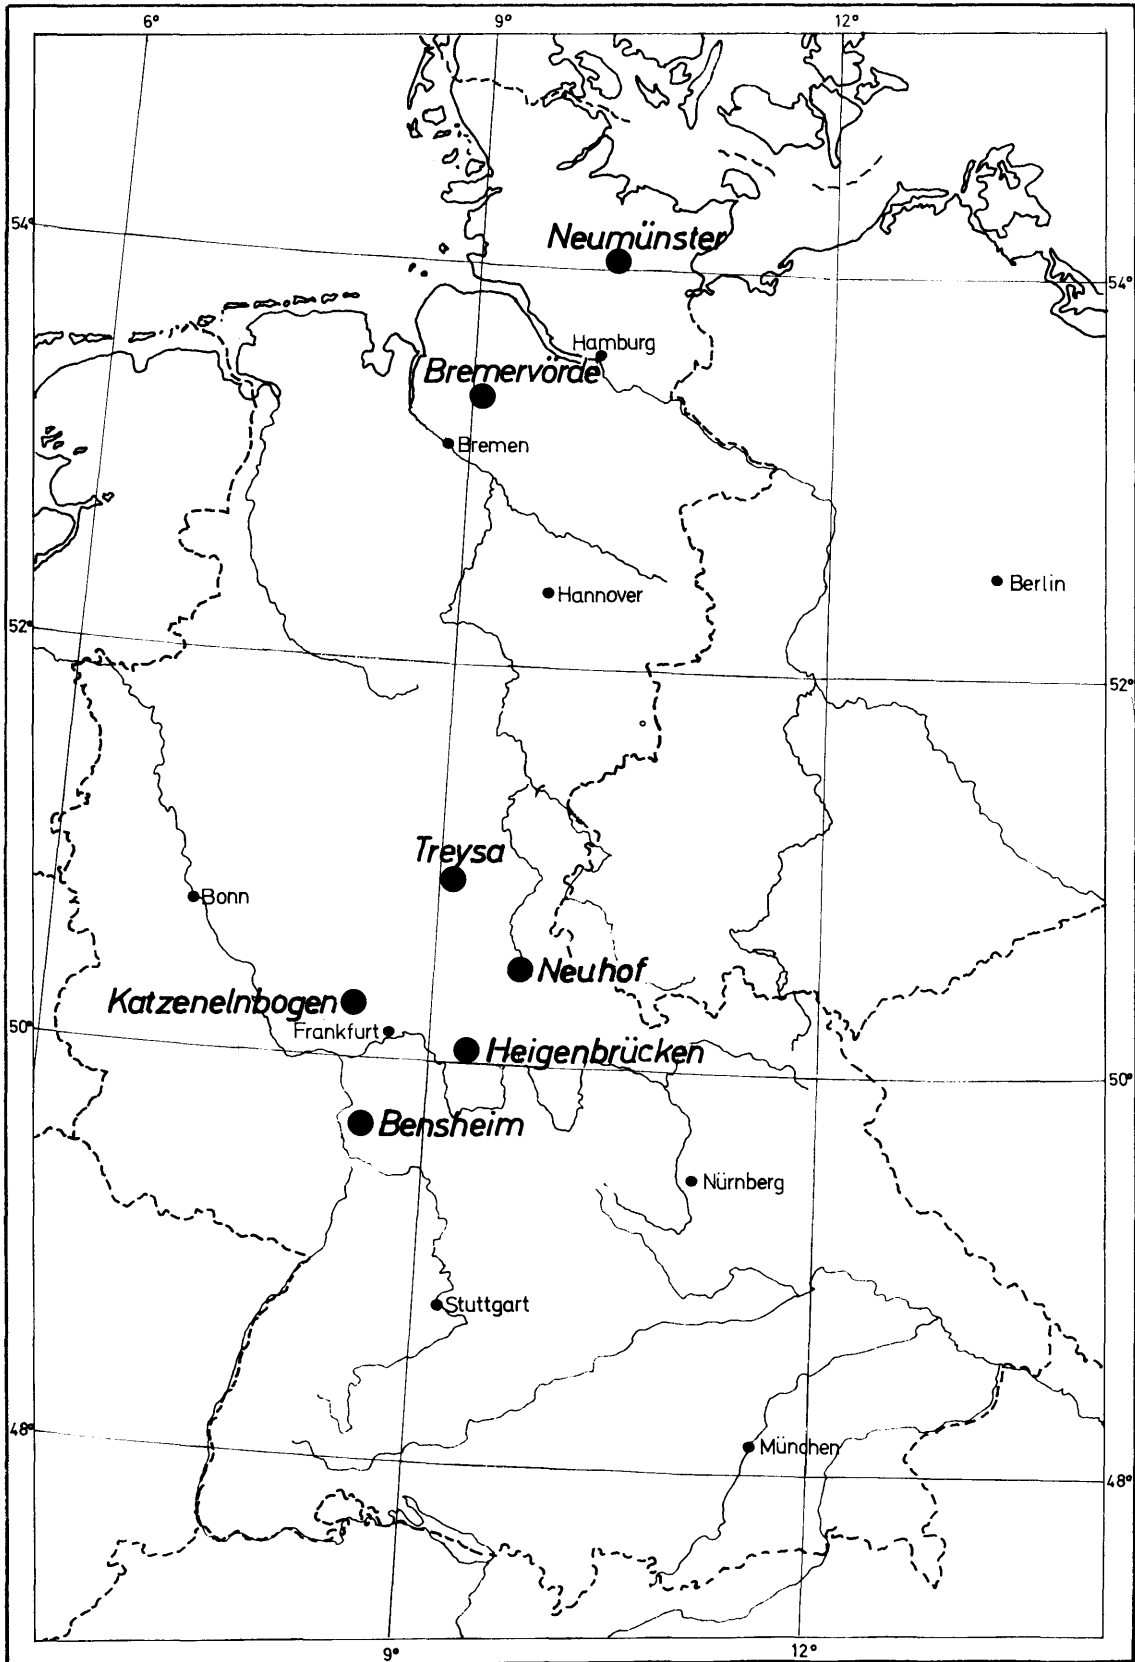 6° 9° 12°
54°
Neumünster
54°
Hamburg
Bremervörde
Bremen
Hannover
Berlin
52°
52°
Treysa
Bonn
Neuhof
Katzenelnbogen
50°
Frankfurt
Heigenbrücken
50°
Bensheim
Nürnberg
Stuttgart
48°
München
48°
9° 12°